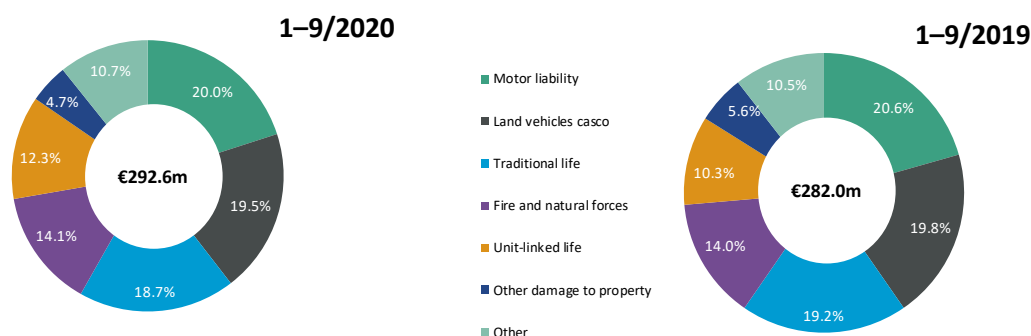 1–9/2020
10.7%
20.0%
4.7%
12.3%
€292.6m
19.5%
14.1%
18.7%
Motor liability
Land vehicles casco
Traditional life
Fire and natural forces
Unit-linked life
Other damage to property
Other
1–9/2019
10.5%
20.6%
5.6%
10.3%
€282.0m
19.8%
14.0%
19.2%